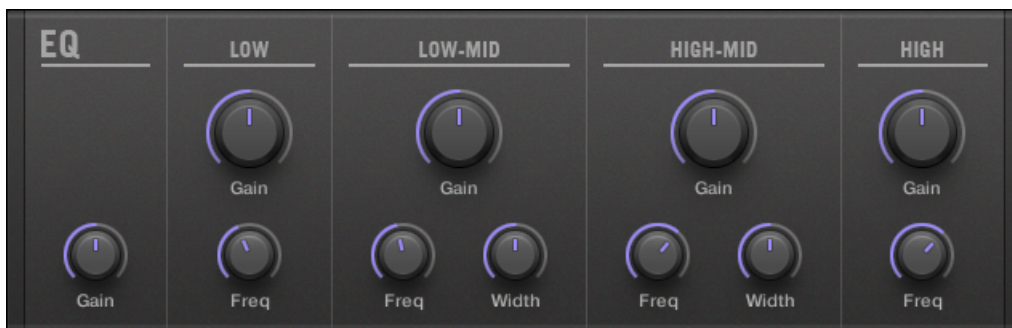 EQ
LOW
LOW-MID
HIGH-MID
HIGH
Gain
Gain
Gain
Gain
Gain
Freq
Freq
Width
Freq
Width
Freq